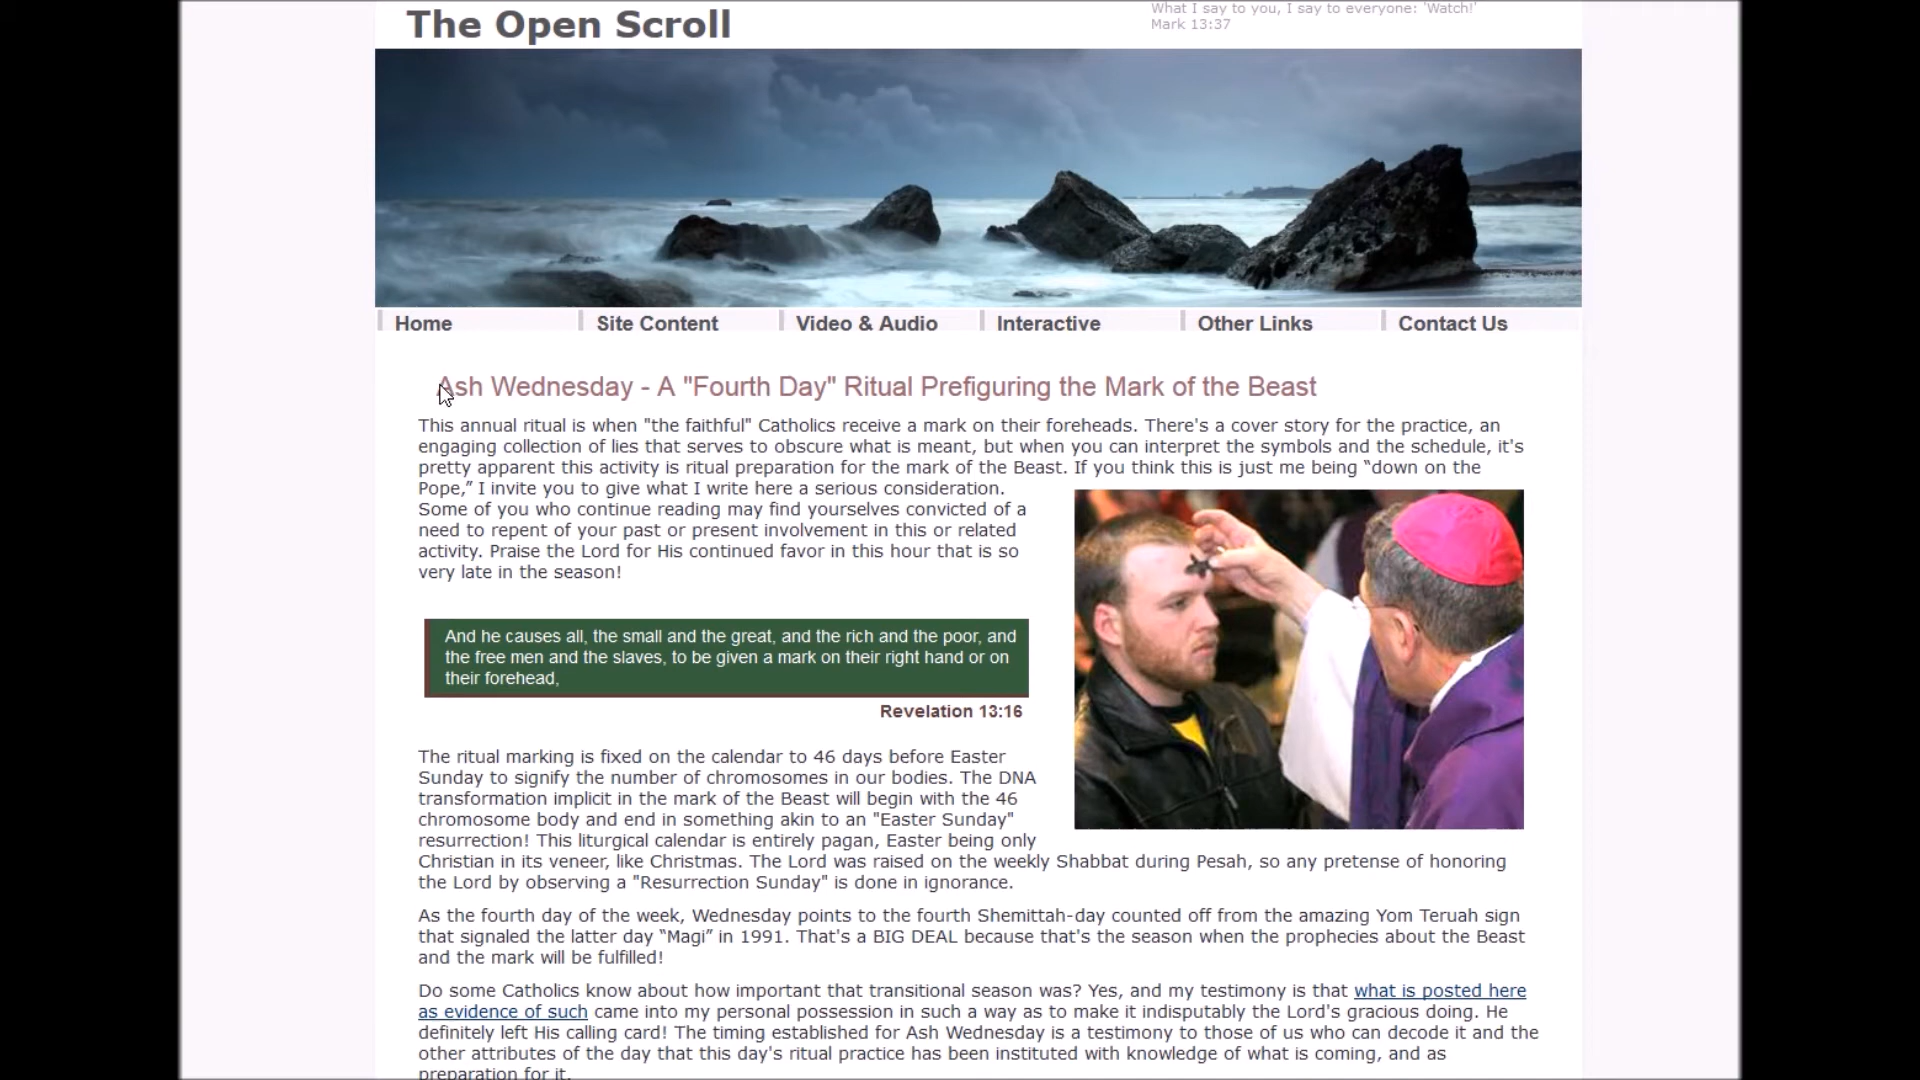 The Open Scroll
What I say to you, I say to everyone: 'Watch!'
Mark 13:37
Home
Site Content
Video & Audio
Interactive
Other Links
Contact Us
Ash Wednesday - A "Fourth Day" Ritual Prefiguring the Mark of the Beast
This annual ritual is when "the faithful" Catholics receive a mark on their foreheads. There's a cover story for the practice, an
engaging collection of lies that serves to obscure what is meant, but when you can interpret the symbols and the schedule, it's
pretty apparent this activity is ritual preparation for the mark of the Beast. If you think this is just me being “down on the
Pope,” I invite you to give what I write here a serious consideration.
Some of you who continue reading may find yourselves convicted of a
need to repent of your past or present involvement in this or related
activity. Praise the Lord for His continued favor in this hour that is so
very late in the season!
And he causes all, the small and the great, and the rich and the poor, and
the free men and the slaves, to be given a mark on their right hand or on
their forehead,
Revelation 13:16
The ritual marking is fixed on the calendar to 46 days before Easter
Sunday to signify the number of chromosomes in our bodies. The DNA
transformation implicit in the mark of the Beast will begin with the 46
chromosome body and end in something akin to an "Easter Sunday"
resurrection! This liturgical calendar is entirely pagan, Easter being only
Christian in its veneer, like Christmas. The Lord was raised on the weekly Shabbat during Pesah, so any pretense of honoring
the Lord by observing a "Resurrection Sunday" is done in ignorance.
As the fourth day of the week, Wednesday points to the fourth Shemittah-day counted off from the amazing Yom Teruah sign
that signaled the latter day “Magi” in 1991. That's a BIG DEAL because that's the season when the prophecies about the Beast
and the mark will be fulfilled!
Do some Catholics know about how important that transitional season was? Yes, and my testimony is that what is posted here
as evidence of such came into my personal possession in such a way as to make it indisputably the Lord's gracious doing. He
definitely left His calling card! The timing established for Ash Wednesday is a testimony to those of us who can decode it and the
other attributes of the day that this day's ritual practice has been instituted with knowledge of what is coming, and as
preparation for it.